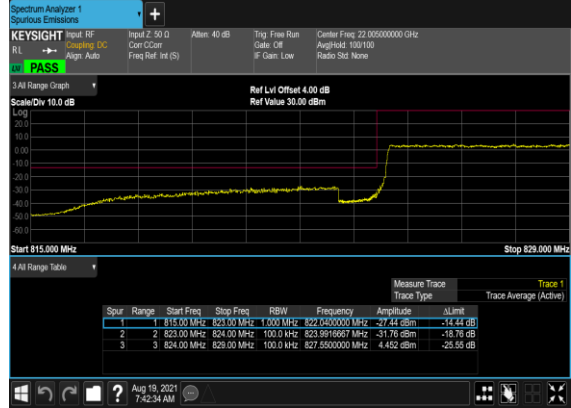 Spectrum Analyzer 1
Spurious Emissions
+
KEYSIGHT Input: RF Input Z: 50 Ω Atten: 40 dB Trig: Free Run Center Freq: 22.005000000 GHz
RL Coupling: DC Corr CCorr Gate: Off Avg|Hold: 100/100
Align: Auto Freq Ref: Int (S) IF Gain: Low Radio Std: None
LW PASS
3 All Range Graph
Ref Lvl Offset 4.00 dB
Scale/Div 10.0 dB Ref Value 30.00 dBm
Log
20.0
10.0
0.00
-10.0
-20.0
-30.0
-40.0
-50.0
-60.0
Start 815.000 MHz Stop 829.000 MHz
4 All Range Table
Measure Trace Trace 1
Trace Type Trace Average (Active)
Spur Range Start Freq Stop Freq RBW Frequency Amplitude ΔLimit
1 1 815.00 MHz 823.00 MHz 1.000 MHz 822.0400000 MHz -27.44 dBm -14.44 dB
2 2 823.00 MHz 824.00 MHz 100.0 kHz 823.9916667 MHz -31.76 dBm -18.76 dB
3 3 824.00 MHz 829.00 MHz 100.0 kHz 827.5500000 MHz 4.452 dBm -25.55 dB
? Aug 19, 2021
7:42:34 AM